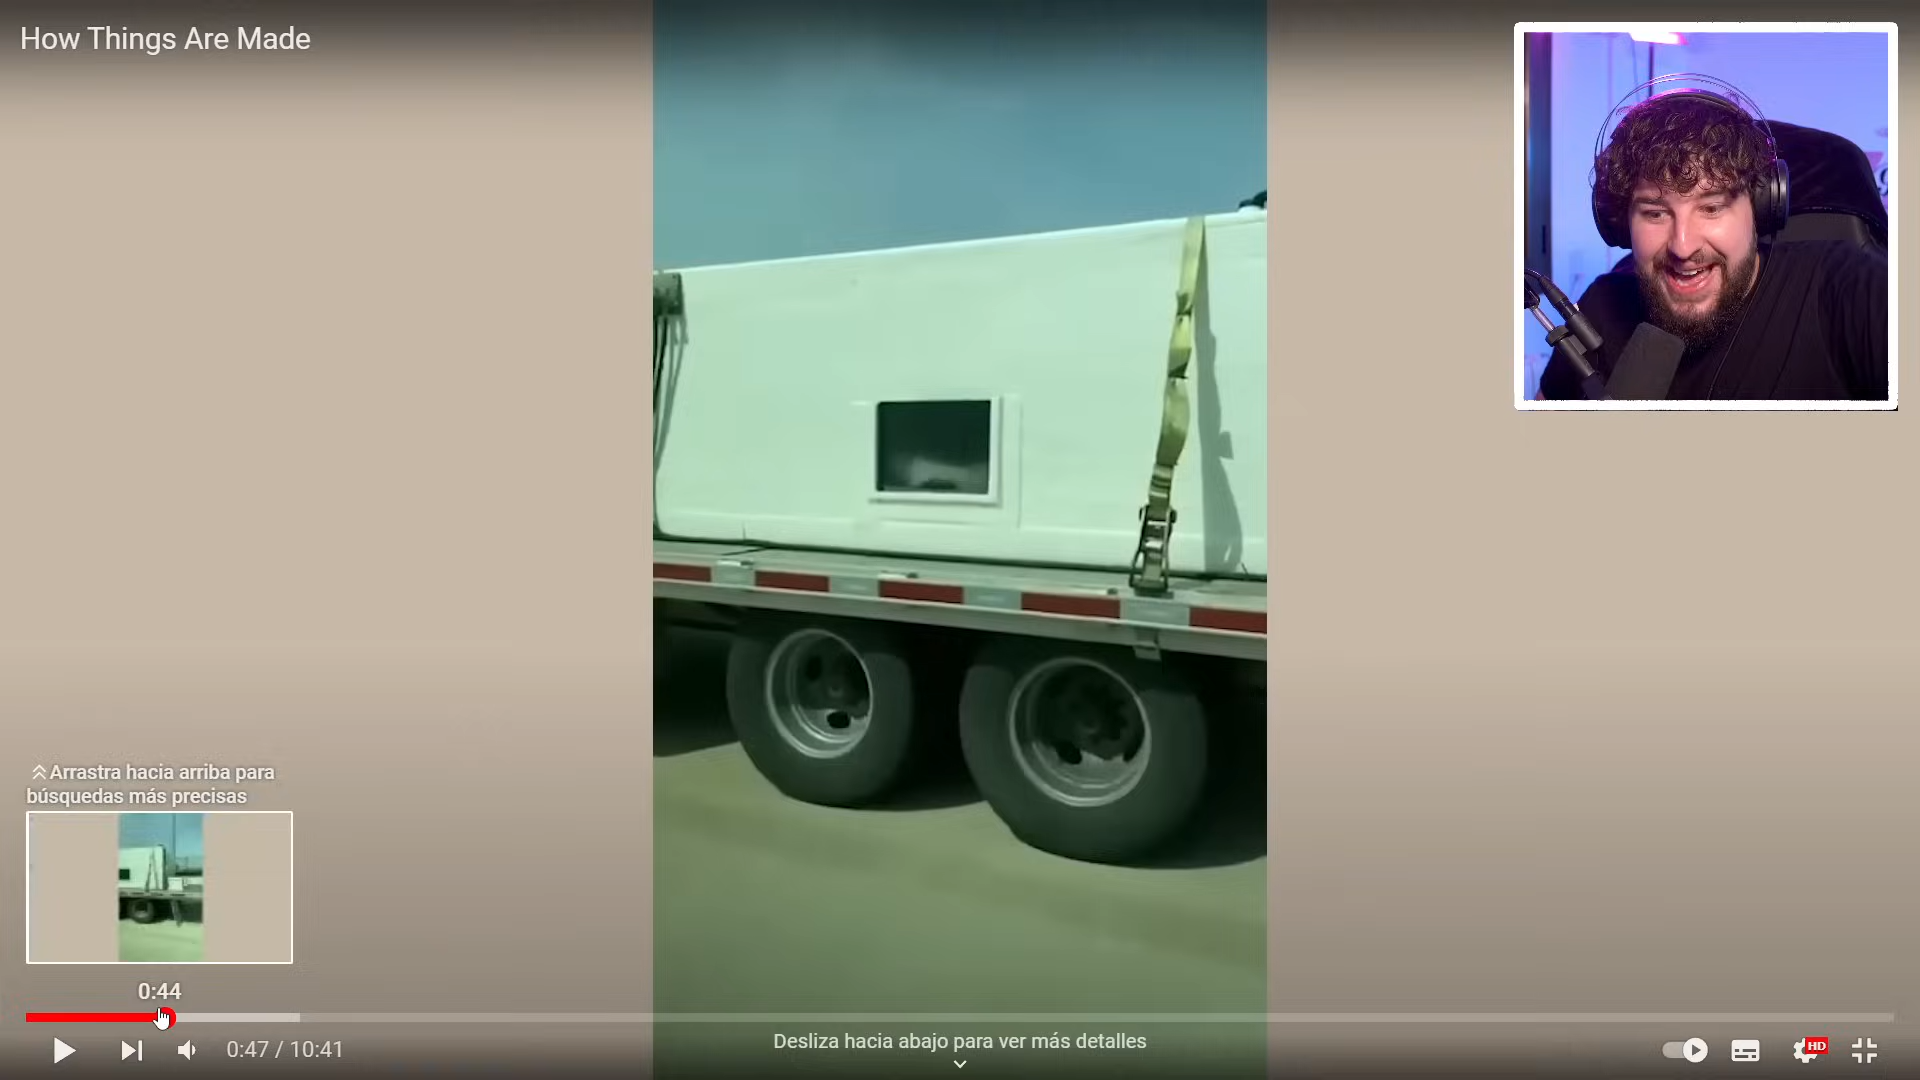 How Things Are Made
Arrastra hacia arriba para
búsquedas más precisas
0:44
0:47 / 10:41
Desliza hacia abajo para ver más detalles
HD